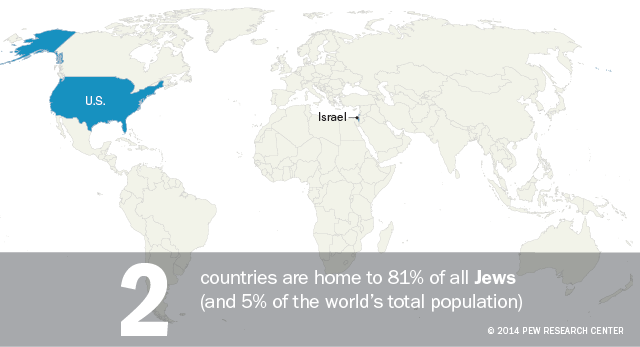 U.S.
Israel
2
countries are home to 81% of all Jews
(and 5% of the world's total population)
© 2014 PEW RESEARCH CENTER